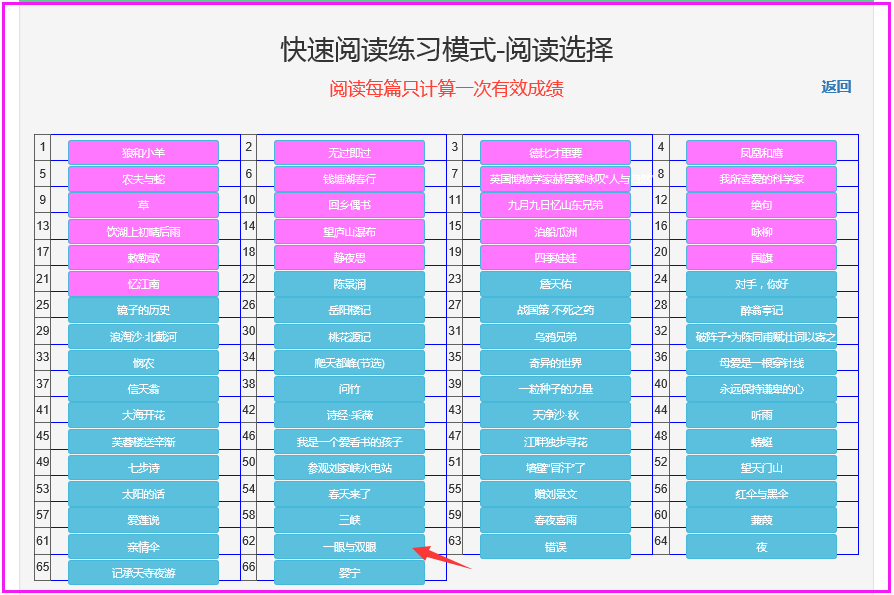 快速阅读练习模式-阅读选择
阅读每篇只计算一次有效成绩
返回
1 狼和小羊 2 无过即过 3 德比才重要 4 凤凰和鹰
5 农夫与蛇 6 钱塘湖春行 7 英国博物学家赫胥黎咏叹“人与 8 我所喜爱的科学家
9 草 10 回乡偶书 11 九月九日忆山东兄弟 12 绝句
13 饮湖上初晴后雨 14 望庐山瀑布 15 泊船瓜洲 16 咏柳
17 敕勒歌 18 静夜思 19 四季娃娃 20 国旗
21 忆江南 22 陈景润 23 詹天佑 24 对手，你好
25 镜子的历史 26 岳阳楼记 27 战国策 不死之药 28 醉翁亭记
29 浪淘沙·北戴河 30 桃花源记 31 乌鸦兄弟 32 破阵子·为陈同甫赋壮词以寄之
33 悯农 34 爬天都峰(节选) 35 奇异的世界 36 母爱是一根穿针线
37 信天翁 38 问竹 39 一粒种子的力量 40 永远保持谦卑的心
41 大海开花 42 诗经·采薇 43 天净沙·秋 44 听雨
45 芙蓉楼送辛渐 46 我是一个爱看书的孩子 47 江畔独步寻花 48 蜻蜓
49 七步诗 50 参观刘家峡水电站 51 墙壁“冒汗”了 52 望天门山
53 太阳的话 54 春天来了 55 赠刘景文 56 红伞与黑伞
57 爱莲说 58 三峡 59 春夜喜雨 60 蒹葭
61 亲情伞 62 一眼与双眼 63 错误 64 夜
65 记承天寺夜游 66 婴宁